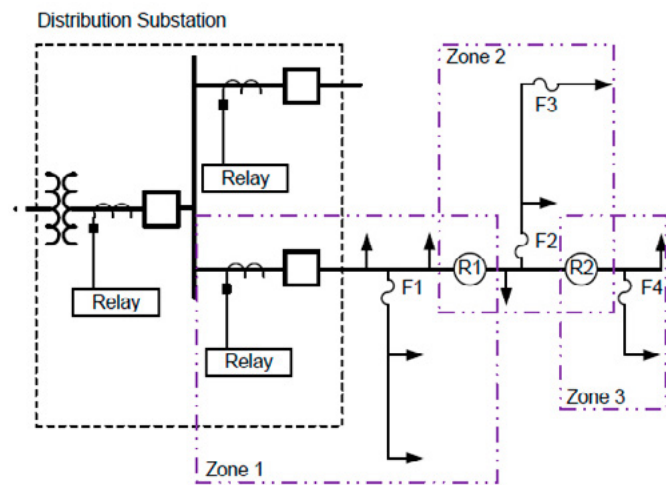 Distribution Substation
Zone 2
F3
Relay
F2
R1
R2
F1
F4
Relay
Relay
Zone 3
Zone 1